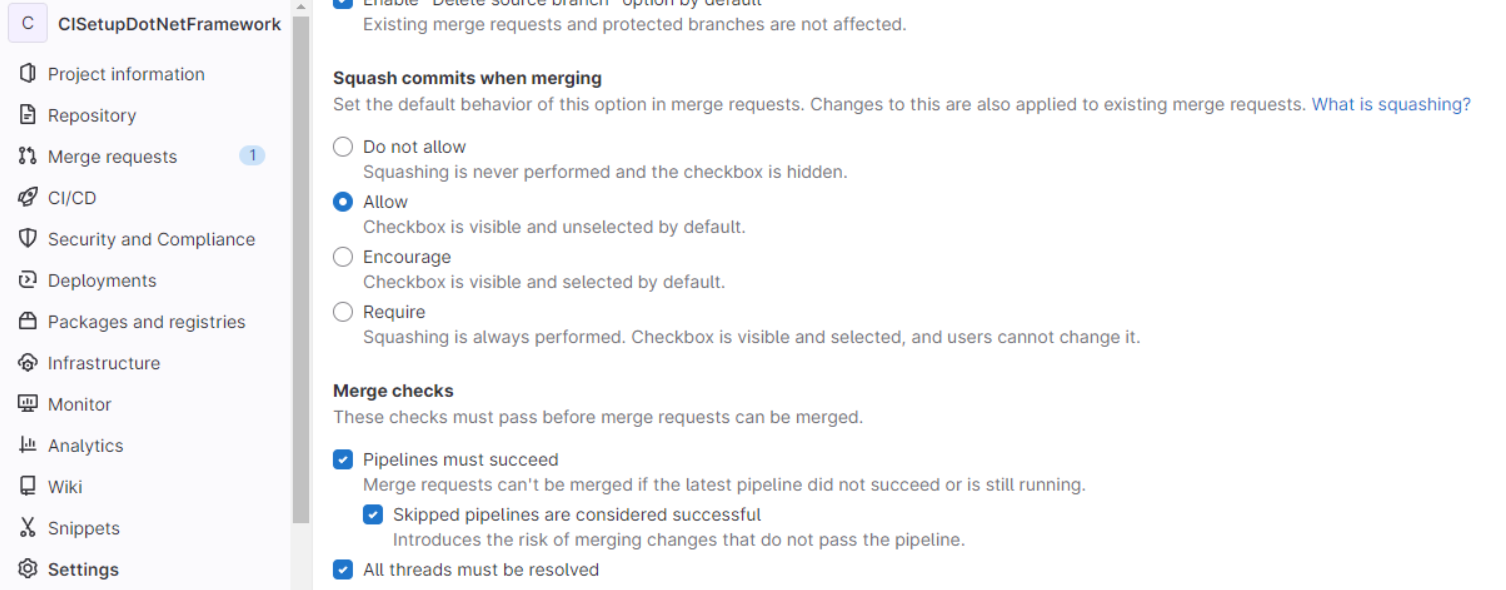 C CISetupDotNetFramework
Project information
Repository
Merge requests 1
CI/CD
Security and Compliance
Deployments
Packages and registries
Infrastructure
Monitor
Analytics
Wiki
Snippets
Settings
Enable "Delete source branch" option by default
Existing merge requests and protected branches are not affected.
Squash commits when merging
Set the default behavior of this option in merge requests. Changes to this are also applied to existing merge requests. What is squashing?
Do not allow
Squashing is never performed and the checkbox is hidden.
Allow
Checkbox is visible and unselected by default.
Encourage
Checkbox is visible and selected by default.
Require
Squashing is always performed. Checkbox is visible and selected, and users cannot change it.
Merge checks
These checks must pass before merge requests can be merged.
Pipelines must succeed
Merge requests can't be merged if the latest pipeline did not succeed or is still running.
Skipped pipelines are considered successful
Introduces the risk of merging changes that do not pass the pipeline.
All threads must be resolved